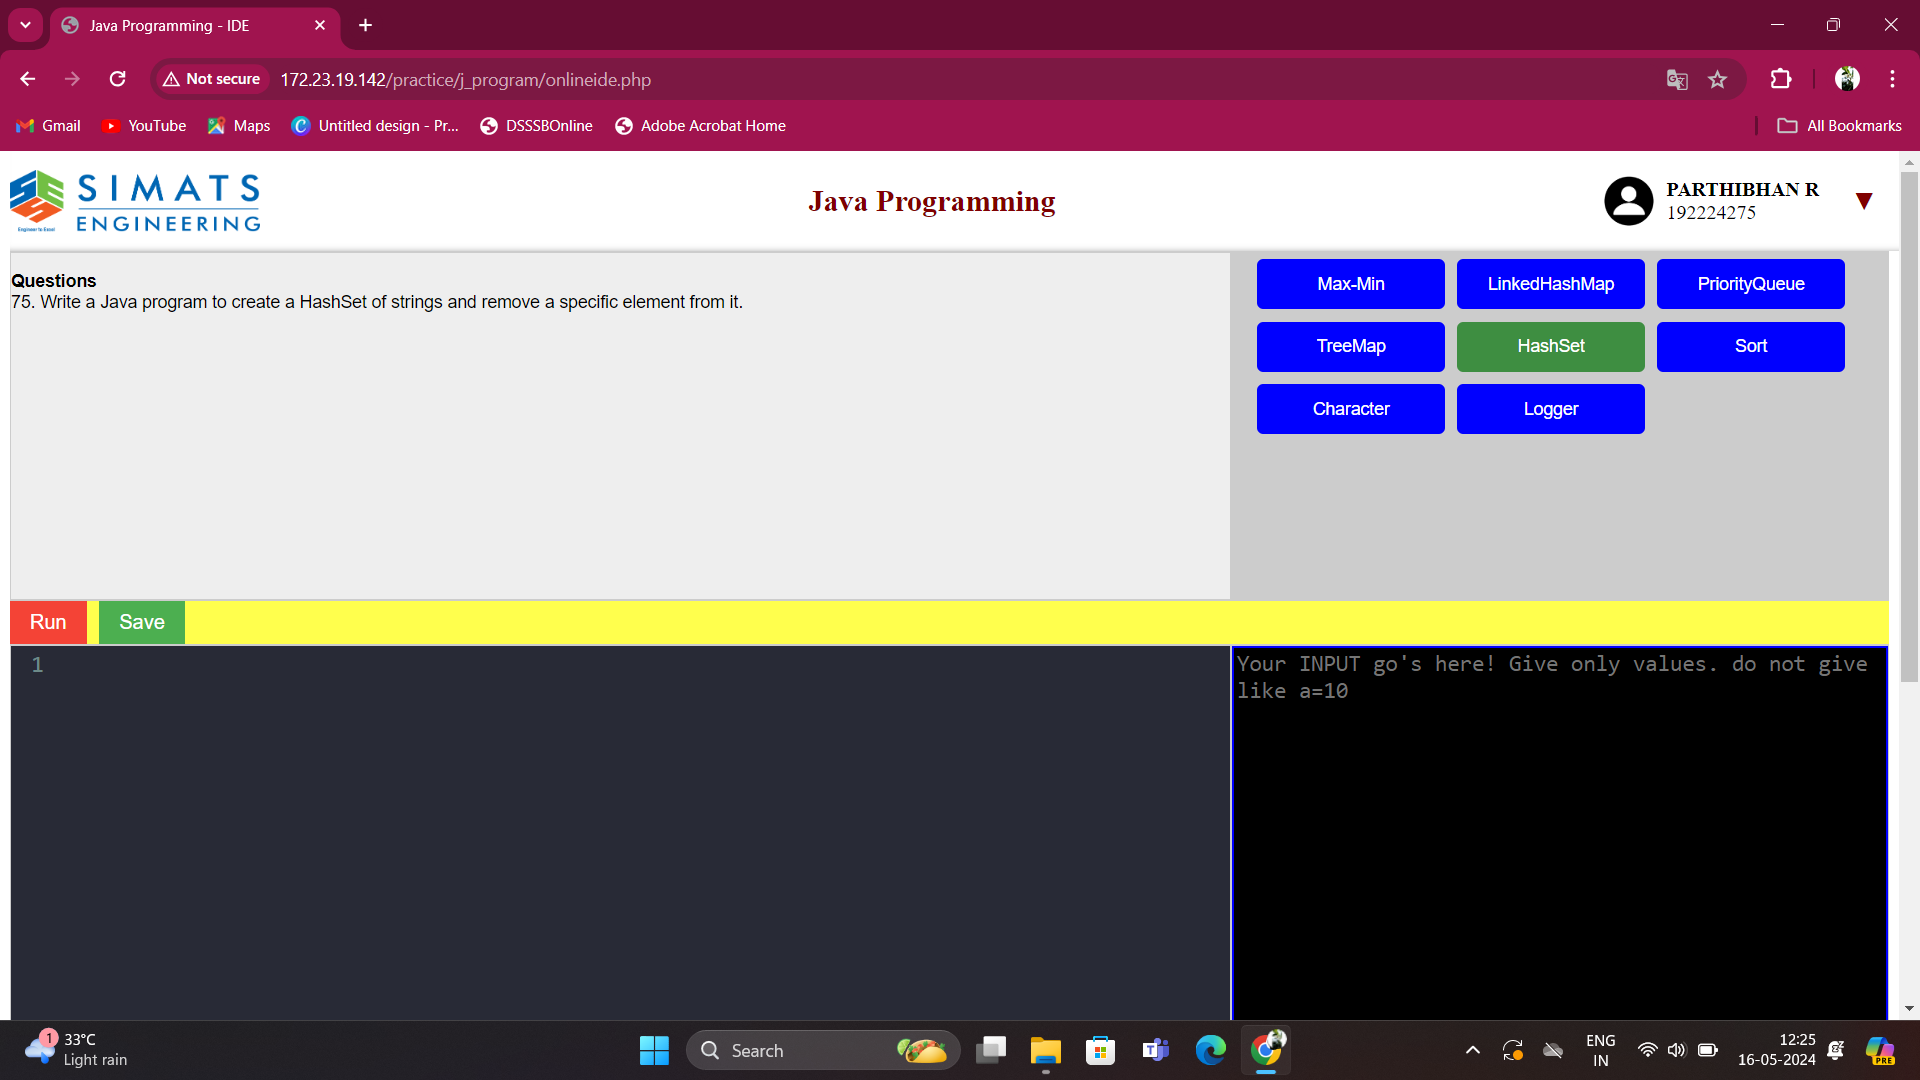 Java Programming - IDE
Not secure
172.23.19.142/practice/j_program/onlineide.php
Gmail
YouTube
Maps
Untitled design - Pr...
DSSSBOnline
Adobe Acrobat Home
All Bookmarks
SIMATS
ENGINEERING
Engineer to Excel
Java Programming
PARTHIBHAN R
192224275
Questions
75. Write a Java program to create a HashSet of strings and remove a specific element from it.
Max-Min
LinkedHashMap
PriorityQueue
TreeMap
HashSet
Sort
Character
Logger
Run
Save
1
Your INPUT go's here! Give only values. do not give
like a=10
1
33°C
Light rain
Search
ENG
IN
12:25
16-05-2024
PRE